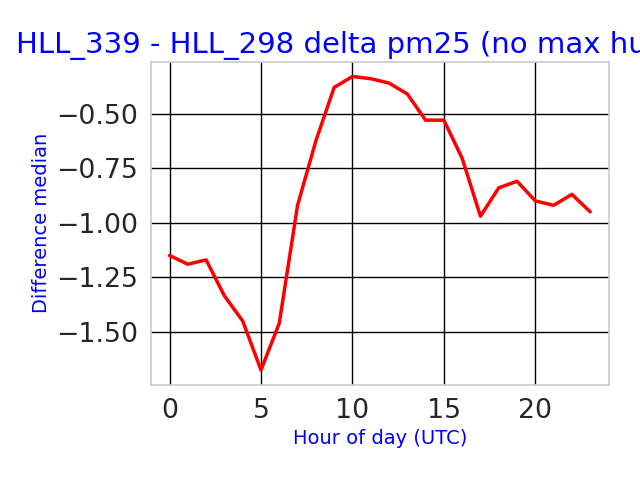 HLL_339 - HLL_298 delta pm25 (no max hu
Difference median
−0.50
−0.75
−1.00
−1.25
−1.50
0 5 10 15 20
Hour of day (UTC)